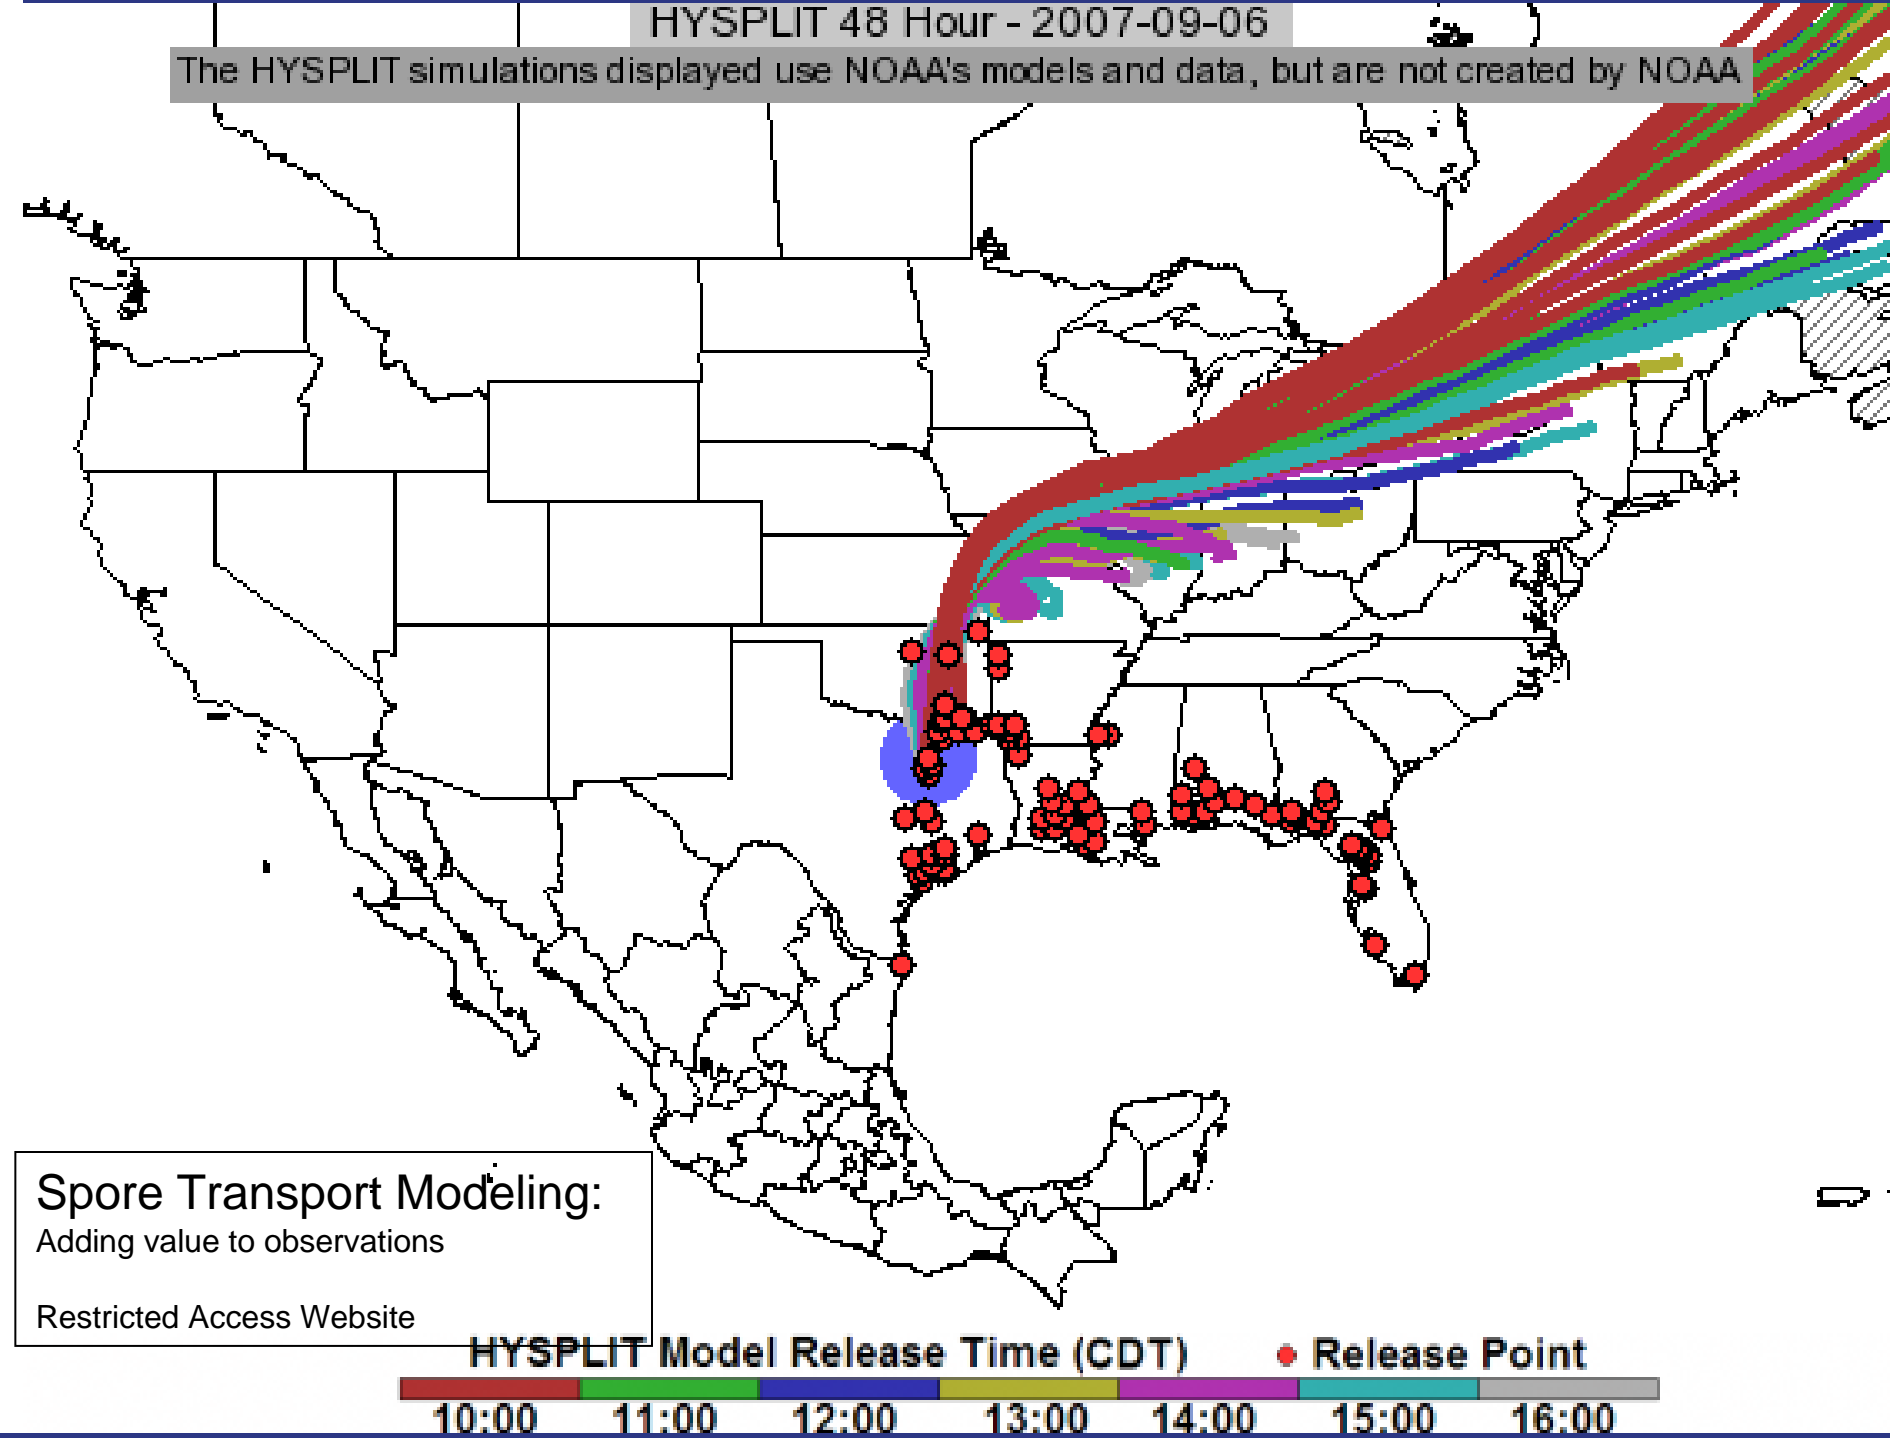 HYSPLIT 48 Hour - 2007-09-06
The HYSPLIT simulations displayed use NOAA's models and data, but are not created by NOAA
Spore Transport Modeling:
Adding value to observations
Restricted Access Website
HYSPLIT Model Release Time (CDT)
Release Point
10:00 11:00 12:00 13:00 14:00 15:00 16:00